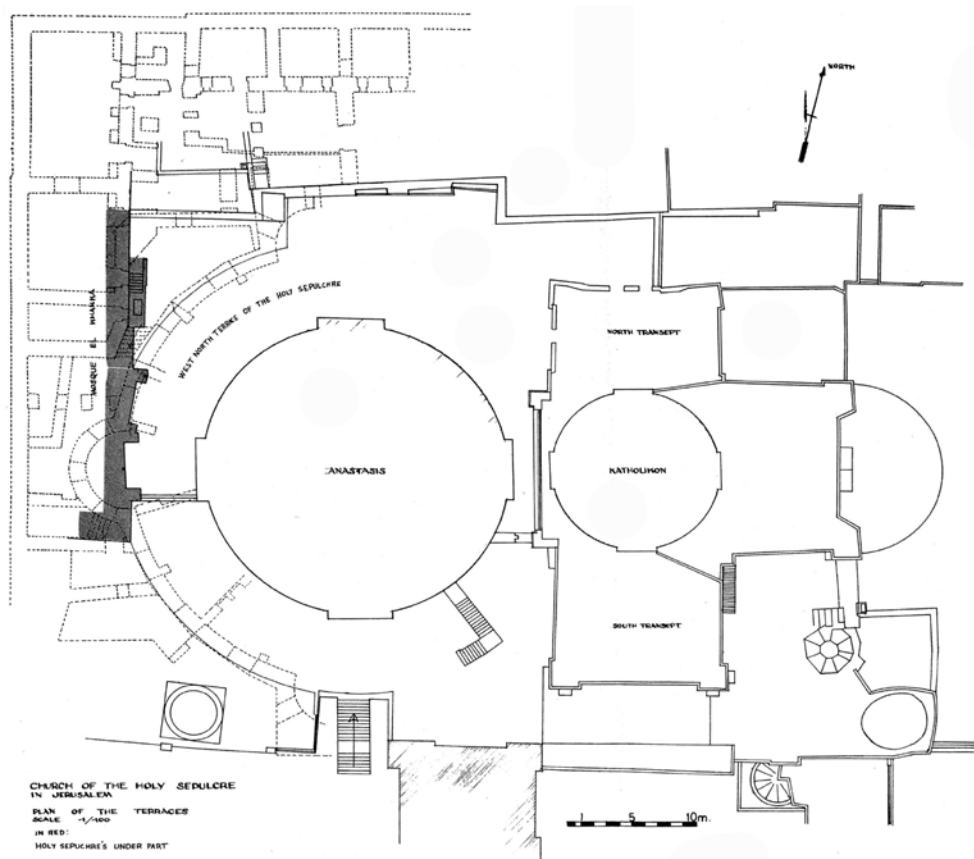 NORTH
MOSQUE EL KHANKA
WEST NORTH TERRACE OF THE HOLY SEPULCHRE
NORTH TRANSEPT
ANASTASIS
KATHOLIKON
SOUTH TRANSEPT
1 5 10m.
CHURCH OF THE HOLY SEPULCRE
IN JERUSALEM
PLAN OF THE TERRACES
SCALE 1/100
IN RED:
HOLY SEPUCHRE'S UNDER PART